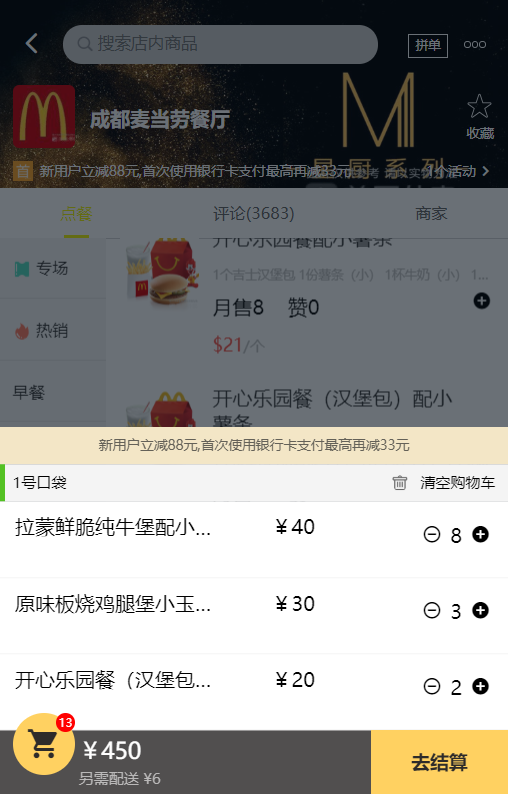 搜索店内商品
拼单
成都麦当劳餐厅
收藏
首 新用户立减88元,首次使用银行卡支付最高再减33元
星厨系列
点餐
评论(3683)
商家
专场
热销
早餐
开心乐园餐配小薯条
1个吉士汉堡包 1份薯条（小） 1杯牛奶（小） 1...
月售8 赞0
$21/个
开心乐园餐（汉堡包）配小
薯条
新用户立减88元,首次使用银行卡支付最高再减33元
1号口袋
清空购物车
拉蒙鲜脆纯牛堡配小... ￥40 8
原味板烧鸡腿堡小玉... ￥30 3
开心乐园餐（汉堡包... ￥20 2
13
￥450
另需配送 ¥6
去结算